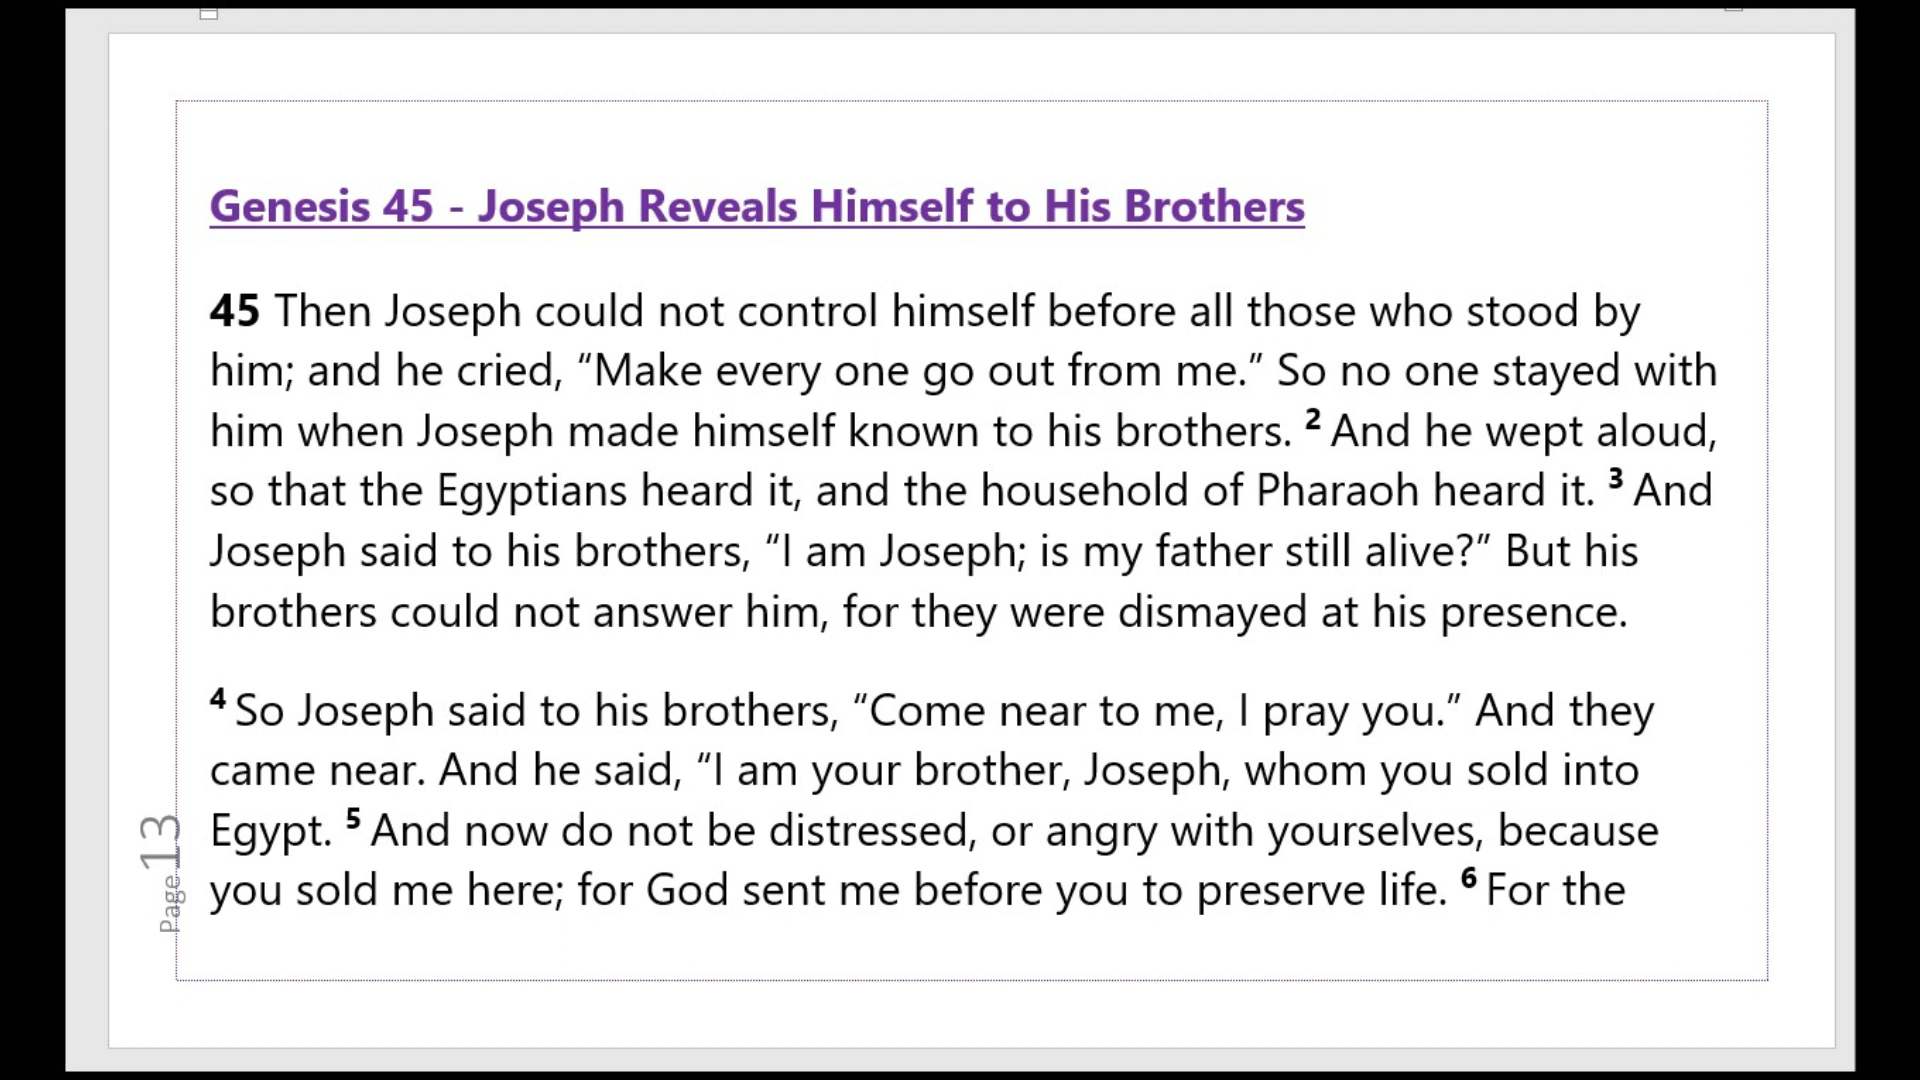 Genesis 45 - Joseph Reveals Himself to His Brothers
45 Then Joseph could not control himself before all those who stood by
him; and he cried, “Make every one go out from me.” So no one stayed with
him when Joseph made himself known to his brothers. 2 And he wept aloud,
so that the Egyptians heard it, and the household of Pharaoh heard it. 3 And
Joseph said to his brothers, “I am Joseph; is my father still alive?” But his
brothers could not answer him, for they were dismayed at his presence.
4 So Joseph said to his brothers, “Come near to me, I pray you.” And they
came near. And he said, “I am your brother, Joseph, whom you sold into
Egypt. 5 And now do not be distressed, or angry with yourselves, because
you sold me here; for God sent me before you to preserve life. 6 For the
Page 13